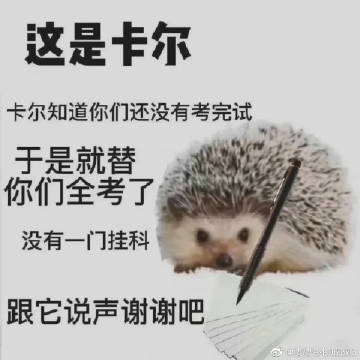 这是卡尔
卡尔知道你们还没有考完试
于是就替
你们全考了
没有一门挂科
跟它说声谢谢吧